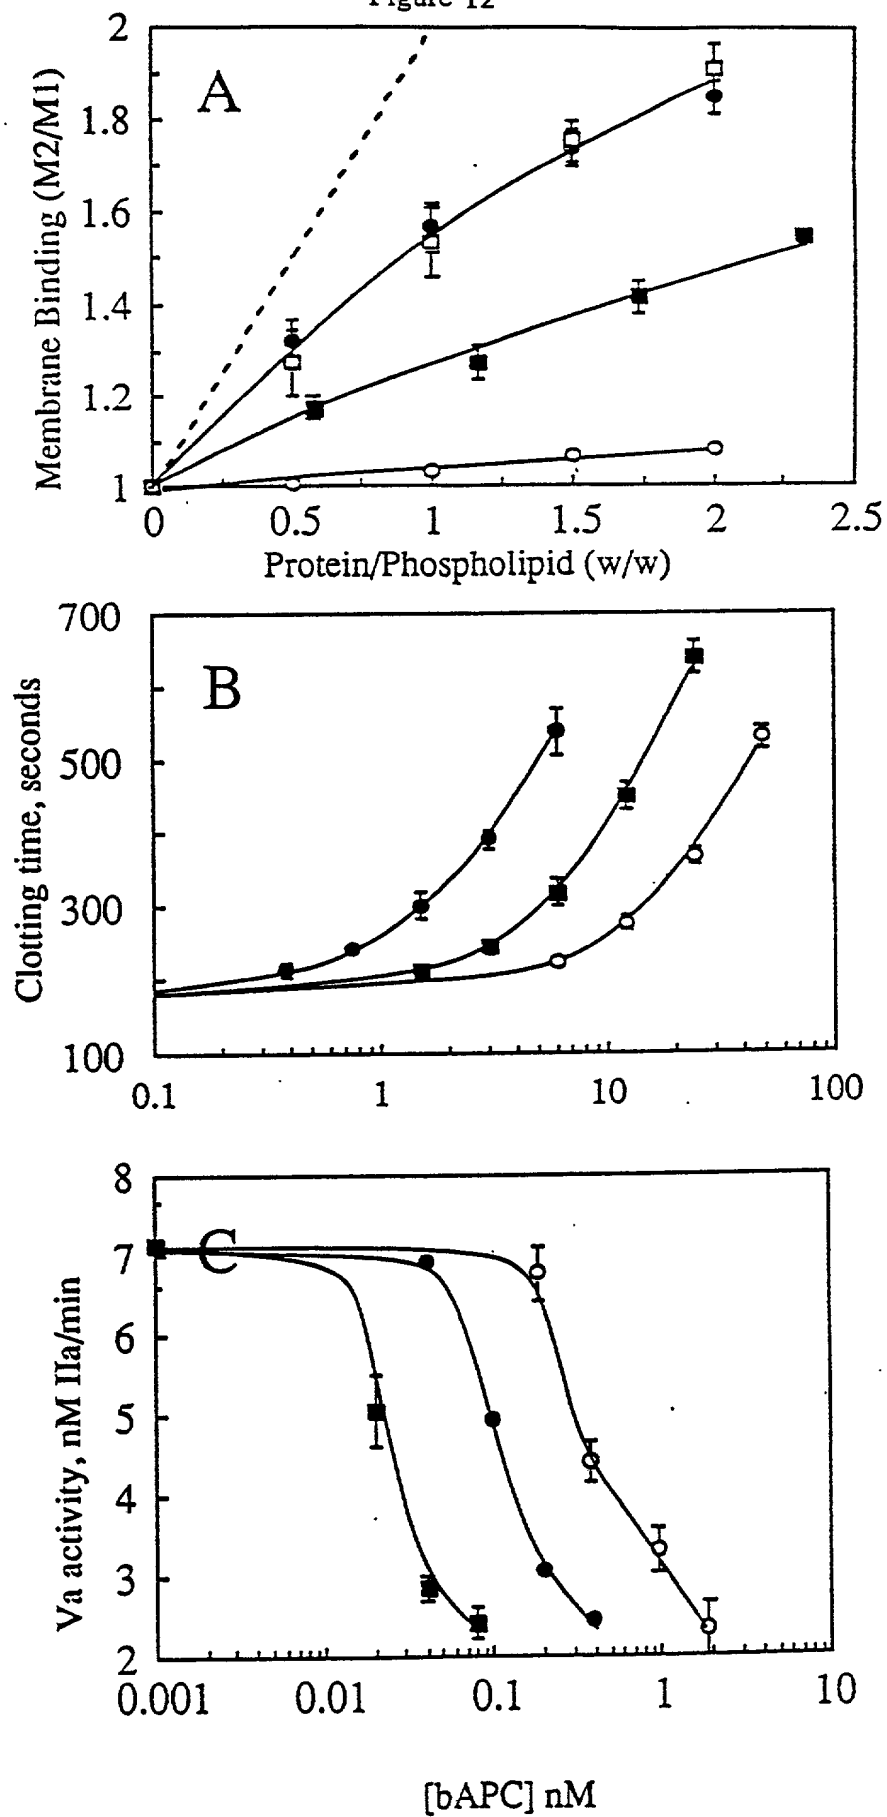 Figure 12
A
Membrane Binding (M2/M1)
2
1.8
1.6
1.4
1.2
1
0 0.5 1 1.5 2 2.5
Protein/Phospholipid (w/w)
B
Clotting time, seconds
700
500
300
100
0.1 1 10 100
C
Va activity, nM IIa/min
8
7
6
5
4
3
2
0.001 0.01 0.1 1 10
[bAPC] nM